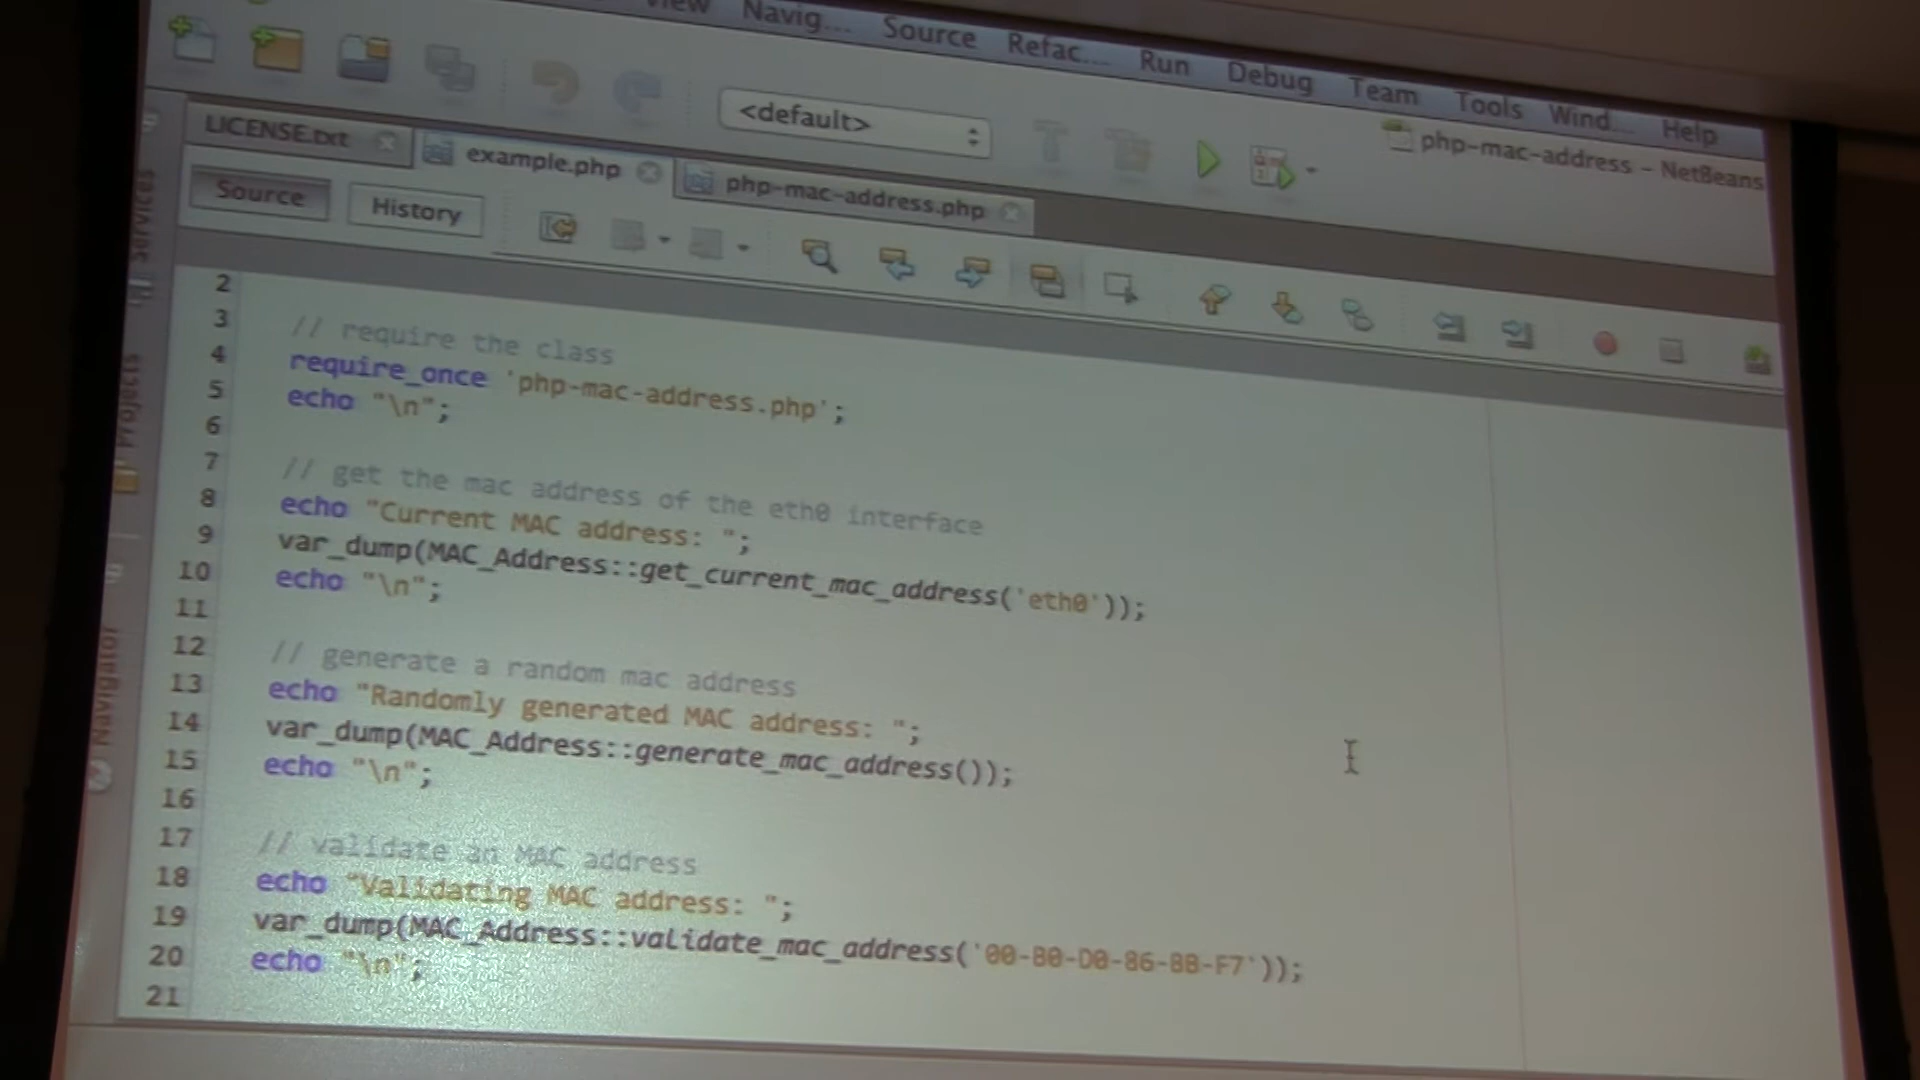 View Navig... Source Refac... Run Debug Team Tools Wind... Help
php-mac-address - NetBeans
<default>
LICENSE.txt example.php php-mac-address.php
Source History
Services
Projects
Navigator
2
3 // require the class
4 require_once 'php-mac-address.php';
5 echo "\n";
6
7 // get the mac address of the eth0 interface
8 echo "Current MAC address: ";
9 var_dump(MAC_Address::get_current_mac_address('eth0'));
10 echo "\n";
11
12 // generate a random mac address
13 echo "Randomly generated MAC address: ";
14 var_dump(MAC_Address::generate_mac_address());
15 echo "\n";
16
17 // validate an MAC address
18 echo "Validating MAC address: ";
19 var_dump(MAC_Address::validate_mac_address('00-B0-D0-86-BB-F7'));
20 echo "\n";
21